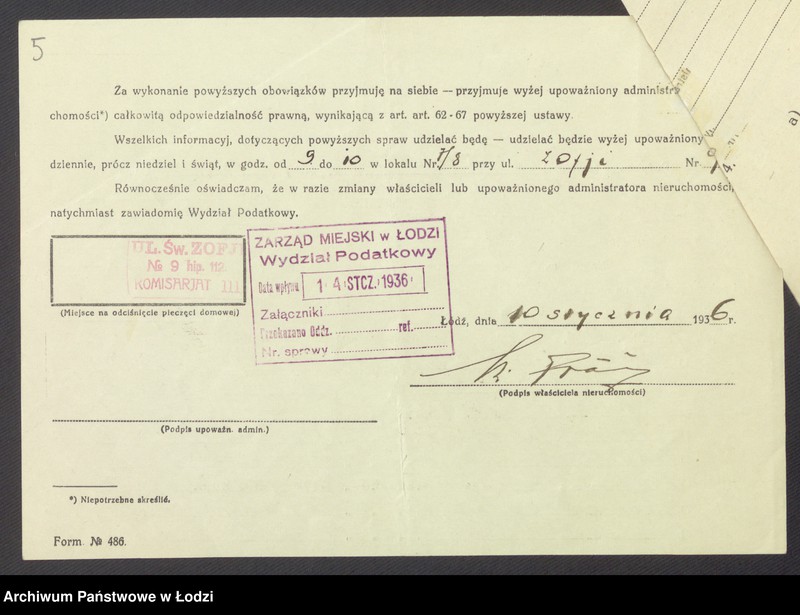 5
Za wykonanie powyższych obowiązków przyjmuję na siebie — przyjmuje wyżej upoważniony administr
chomości*) całkowitą odpowiedzialność prawną, wynikającą z art. art. 62-67 powyższej ustawy.
Wszelkich informacyj, dotyczących powyższych spraw udzielać będę — udzielać będzie wyżej upoważniony
dziennie, prócz niedziel i świąt, w godz. od 9 do 10 w lokalu Nr 7/8 przy ul. Zofji Nr. 9
Równocześnie oświadczam, że w razie zmiany właścicieli lub upoważnionego administratora nieruchomości,
natychmiast zawiadomię Wydział Podatkowy.
UL. Św. ZOFJI
№ 9 hip. 112
KOMISARJAT III
(Miejsce na odciśnięcie pieczęci domowej)
ZARZĄD MIEJSKI w ŁODZI
Wydział Podatkowy
Data wpływu 14 STCZ. 1936
Załączniki
Przekazano Oddz. ref.
Nr. sprawy
Łódź, dnia 10 stycznia 1936 r.
(Podpis właściciela nieruchomości)
(Podpis upoważn. admin.)
*) Niepotrzebne skreślić.
Form. № 486.
a)
4.
Archiwum Państwowe w Łodzi